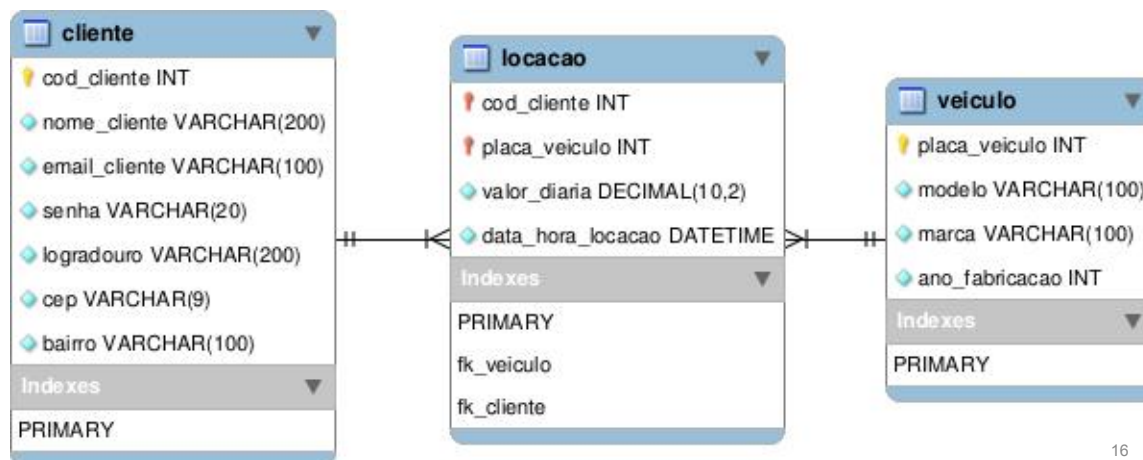 cliente
cod_cliente INT
nome_cliente VARCHAR(200)
email_cliente VARCHAR(100)
senha VARCHAR(20)
logradouro VARCHAR(200)
cep VARCHAR(9)
bairro VARCHAR(100)
Indexes
PRIMARY
locacao
cod_cliente INT
placa_veiculo INT
valor_diaria DECIMAL(10,2)
data_hora_locacao DATETIME
Indexes
PRIMARY
fk_veiculo
fk_cliente
veiculo
placa_veiculo INT
modelo VARCHAR(100)
marca VARCHAR(100)
ano_fabricacao INT
Indexes
PRIMARY
16